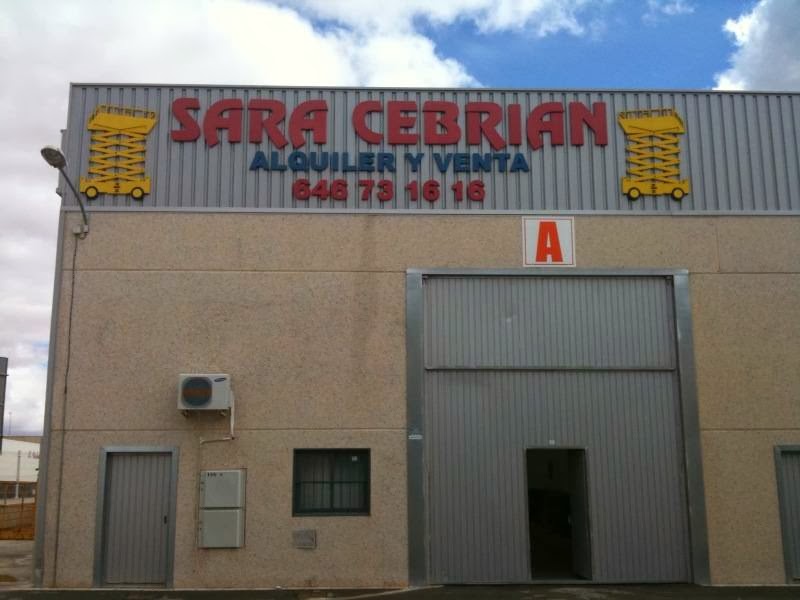 SARA CEBRIAN
ALQUILER Y VENTA
646 73 16 16
A